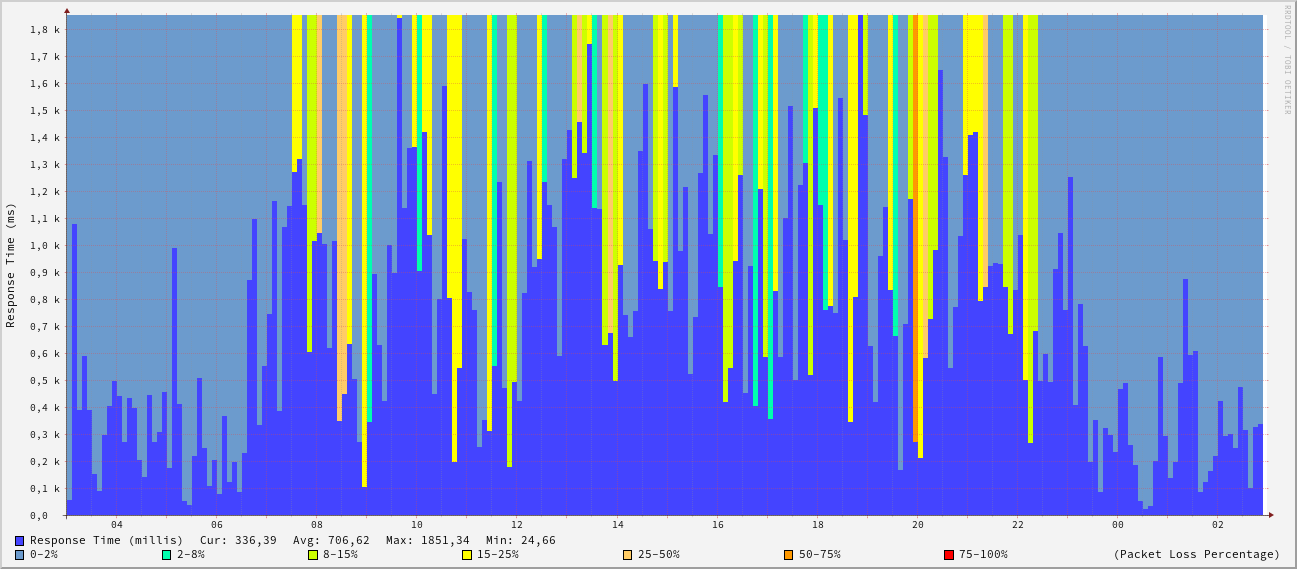 RRDTOOL / TOBI OETIKER
Response Time (ms)
1,8 k
1,7 k
1,6 k
1,5 k
1,4 k
1,3 k
1,2 k
1,1 k
1,0 k
0,9 k
0,8 k
0,7 k
0,6 k
0,5 k
0,4 k
0,3 k
0,2 k
0,1 k
0,0
04 06 08 10 12 14 16 18 20 22 00 02
Response Time (millis) Cur: 336,39 Avg: 706,62 Max: 1851,34 Min: 24,66
0-2% 2-8% 8-15% 15-25% 25-50% 50-75% 75-100% (Packet Loss Percentage)